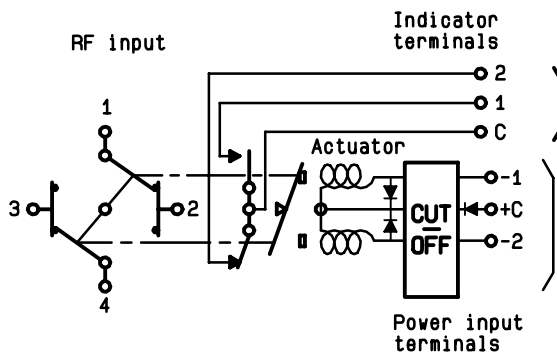 RF input
Indicator
terminals
2
1
C
1
Actuator
3
2
CUT
OFF
-1
+C
-2
4
Power input
terminals